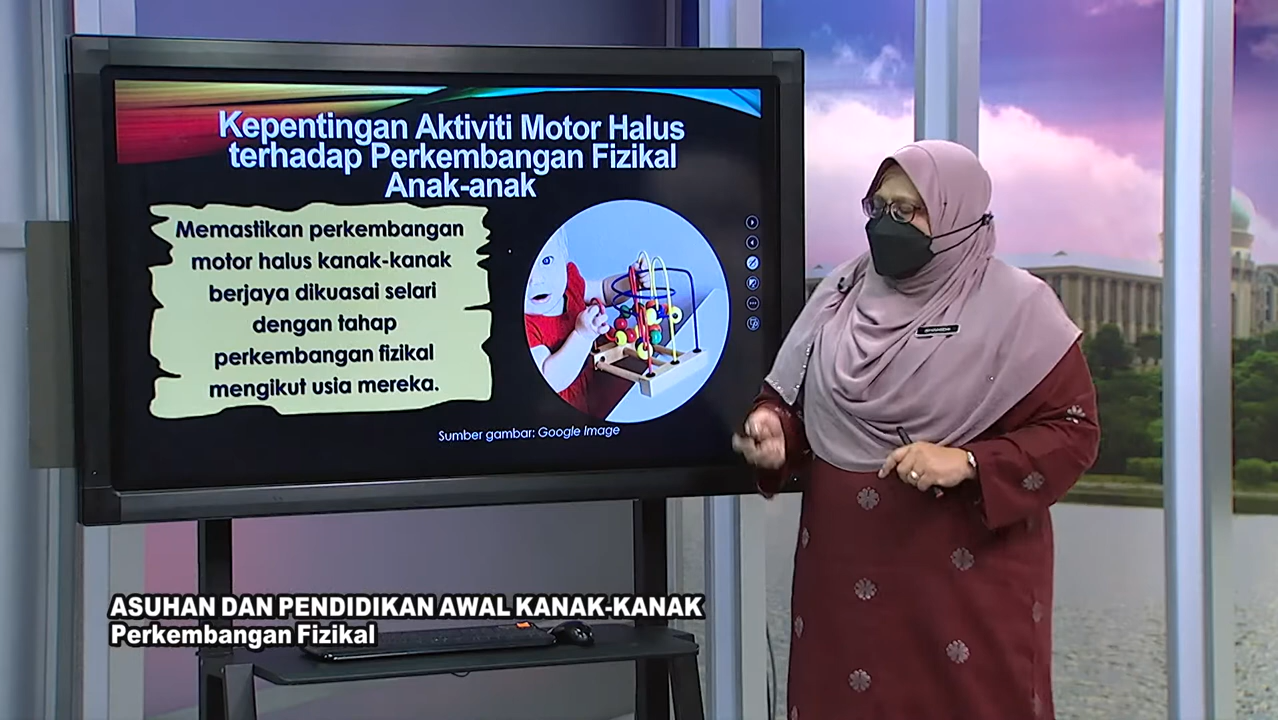 Kepentingan Aktiviti Motor Halus
terhadap Perkembangan Fizikal
Anak-anak
Memastikan perkembangan
motor halus kanak-kanak
berjaya dikuasai selari
dengan tahap
perkembangan fizikal
mengikut usia mereka.
Sumber gambar: Google Image
ASUHAN DAN PENDIDIKAN AWAL KANAK-KANAK
Perkembangan Fizikal